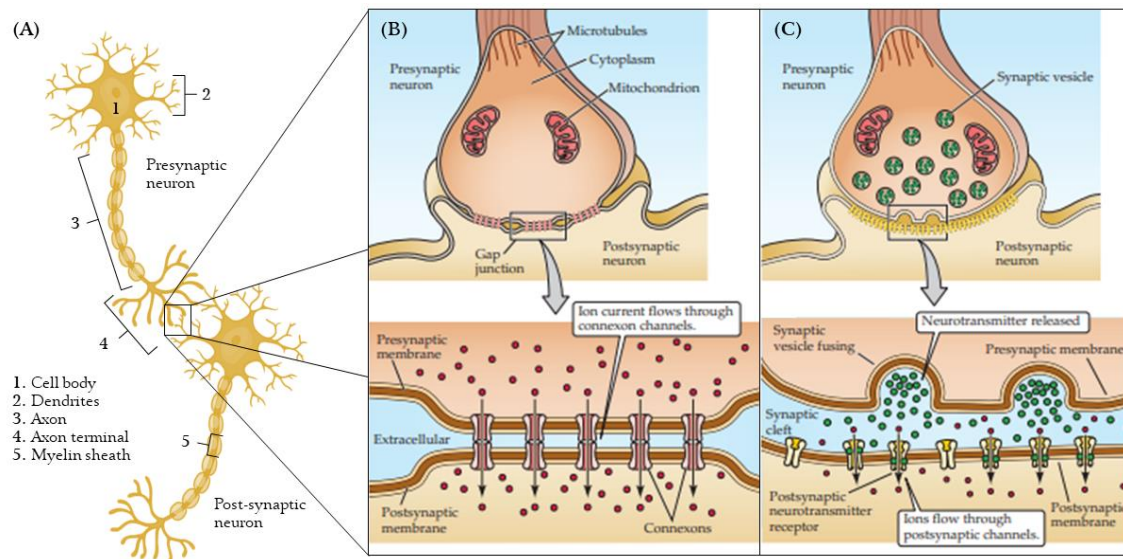 (A)
1
2
Presynaptic
neuron
3
4
1. Cell body
2. Dendrites
3. Axon
4. Axon terminal
5. Myelin sheath
5
Post-synaptic
neuron
(B)
Microtubules
Presynaptic
neuron
Cytoplasm
Mitochondrion
Gap
junction
Postsynaptic
neuron
Ion current flows through
connexon channels.
Presynaptic
membrane
Extracellular
Postsynaptic
membrane
Connexons
(C)
Presynaptic
neuron
Synaptic vesicle
Postsynaptic
neuron
Neurotransmitter released
Synaptic
vesicle fusing
Presynaptic membrane
Synaptic
cleft
Postsynaptic
neurotransmitter
receptor
Ions flow through
postsynaptic channels.
Postsynaptic
membrane